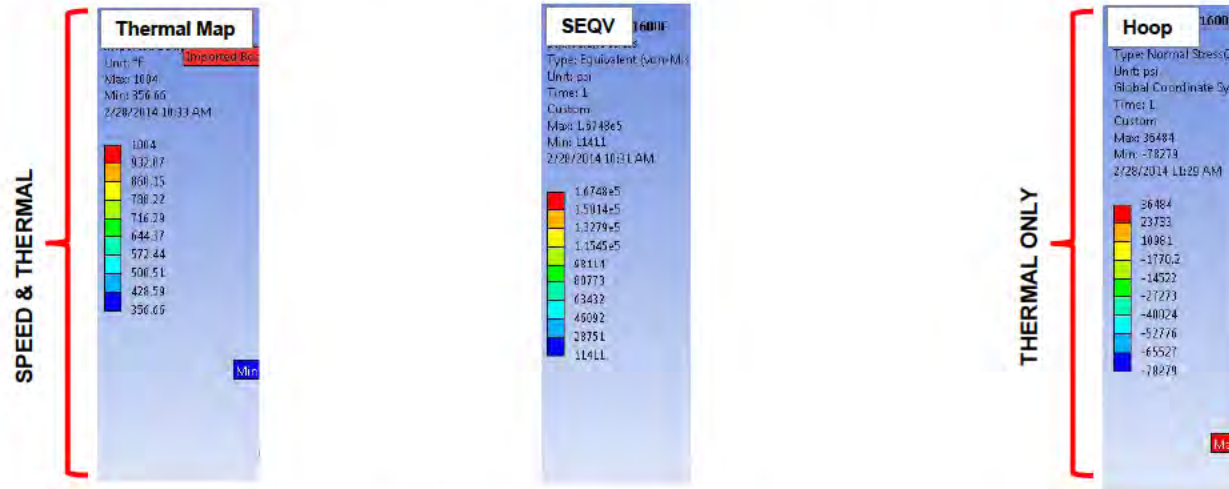 SPEED & THERMAL
Thermal Map
Imported Bo
Unit: °F
Max: 1004
Min: 356.66
2/28/2014 10:33 AM
1004
932.07
860.15
788.22
716.29
644.37
572.44
500.51
428.59
356.66
Min
SEQV
1600F
Type: Equivalent (von-Mis
Unit: psi
Time: 1
Custom
Max: 1.6748e5
Min: 11411
2/28/2014 10:31 AM
1.6748e5
1.5014e5
1.3279e5
1.1545e5
98114
80773
63432
46092
28751
11411
THERMAL ONLY
Hoop
1600
Type: Normal Stress(
Unit: psi
Global Coordinate Sy
Time: 1
Custom
Max: 36484
Min: -78279
2/28/2014 11:29 AM
36484
23733
10981
-1770.2
-14522
-27273
-40024
-52776
-65527
-78279
Ma